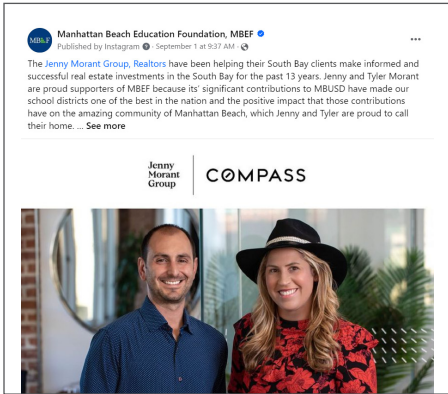 MBEF
Manhattan Beach Education Foundation, MBEF
Published by Instagram · September 1 at 9:37 AM ·
The Jenny Morant Group, Realtors have been helping their South Bay clients make informed and
successful real estate investments in the South Bay for the past 13 years. Jenny and Tyler Morant
are proud supporters of MBEF because its' significant contributions to MBUSD have made our
school districts one of the best in the nation and the positive impact that those contributions
have on the amazing community of Manhattan Beach, which Jenny and Tyler are proud to call
their home. ... See more
Jenny
Morant
Group
COMPASS